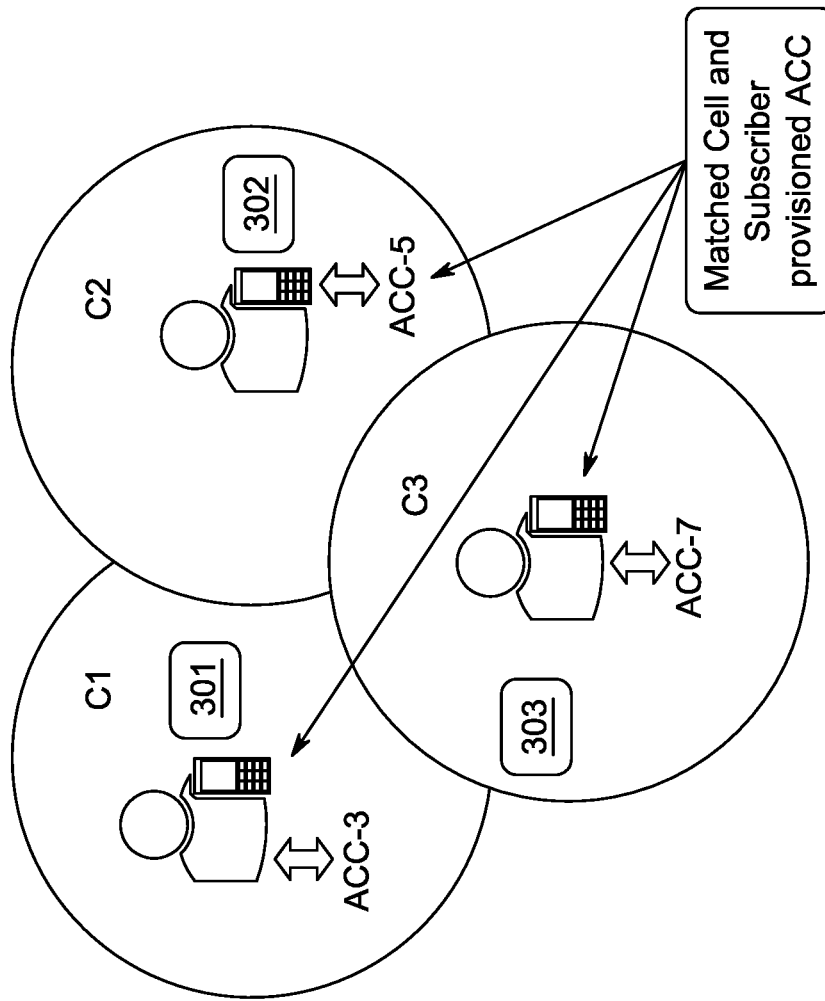 C1
301
ACC-3
C2
302
ACC-5
C3
303
ACC-7
Matched Cell and
Subscriber
provisioned ACC